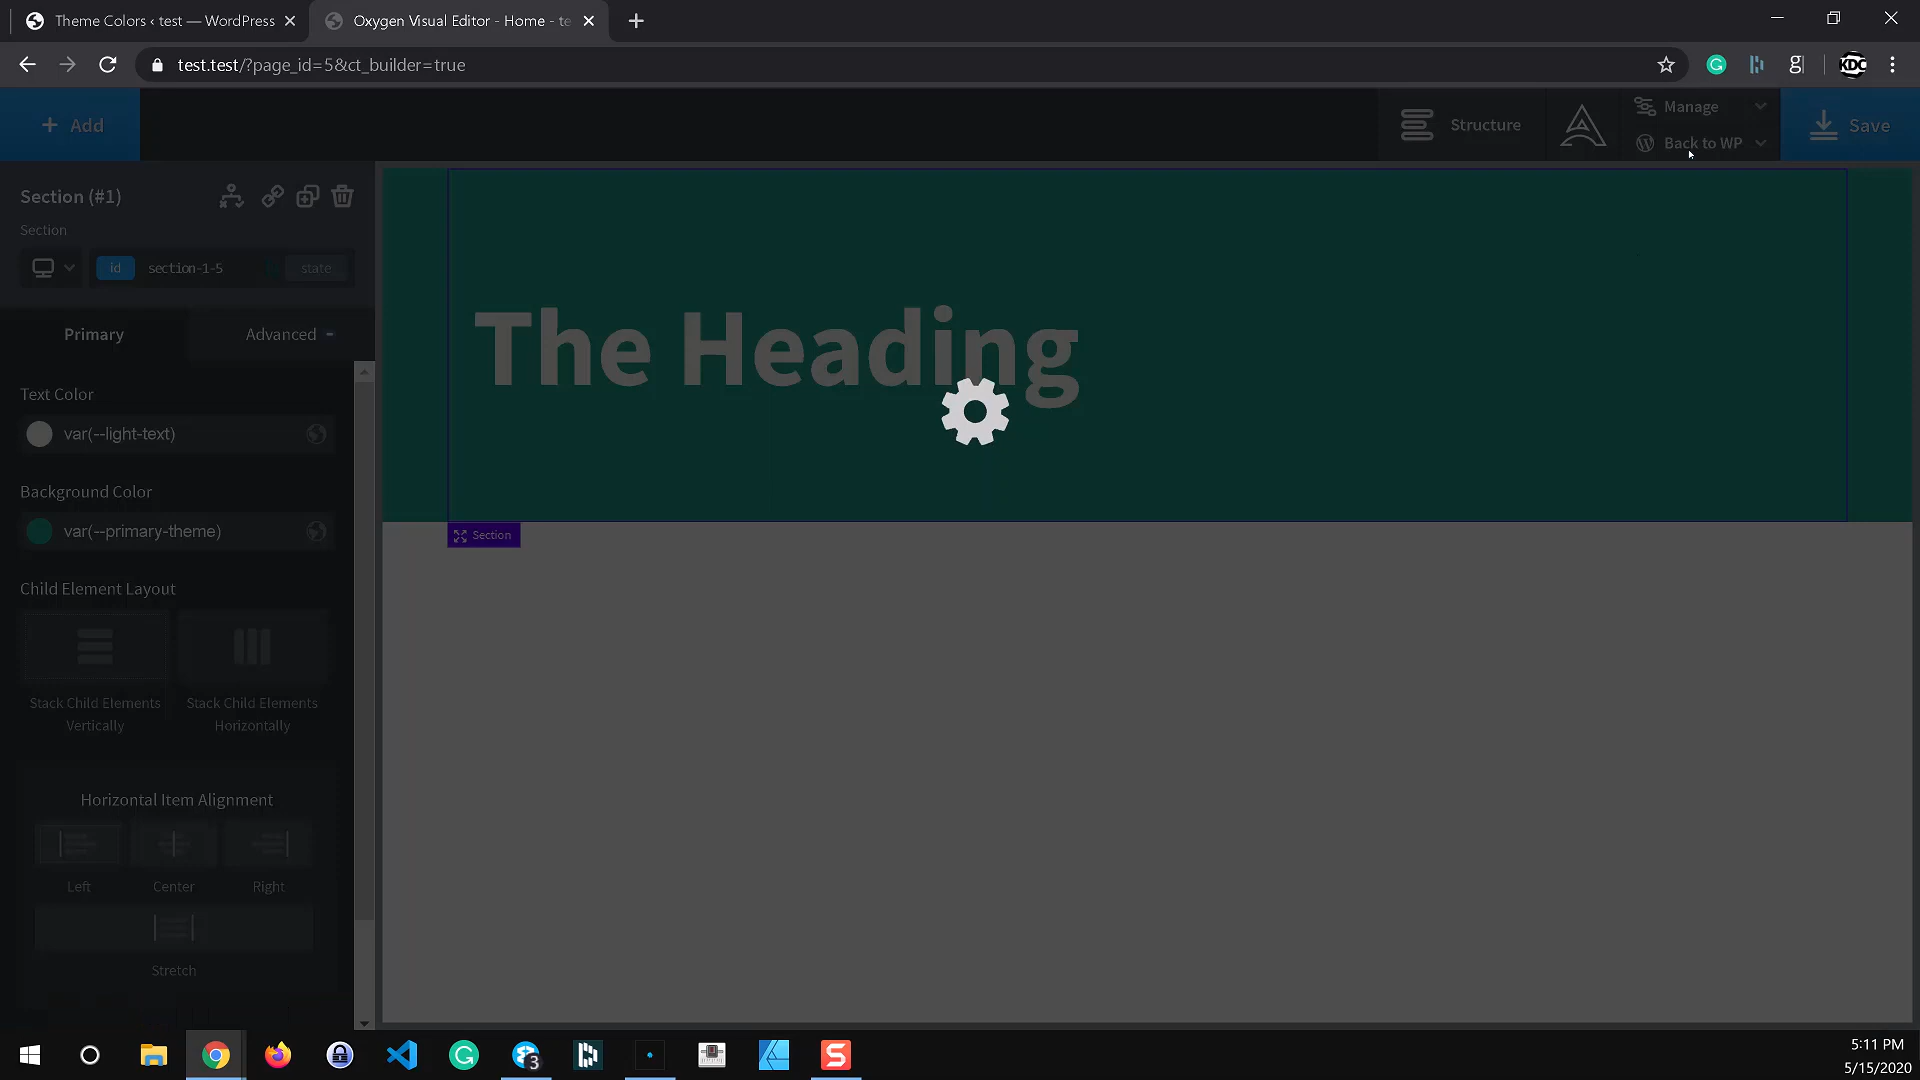 Theme Colors ‹ test — WordPress
Oxygen Visual Editor - Home - te
test.test/?page_id=5&ct_builder=true
KDC
+ Add
Structure
Manage
Back to WP
Save
Section (#1)
Section
id section-1-5 state
Primary
Advanced
Text Color
var(--light-text)
Background Color
var(--primary-theme)
Child Element Layout
Stack Child Elements Vertically
Stack Child Elements Horizontally
Horizontal Item Alignment
Left
Center
Right
Stretch
The Heading
Section
3
5:11 PM
5/15/2020